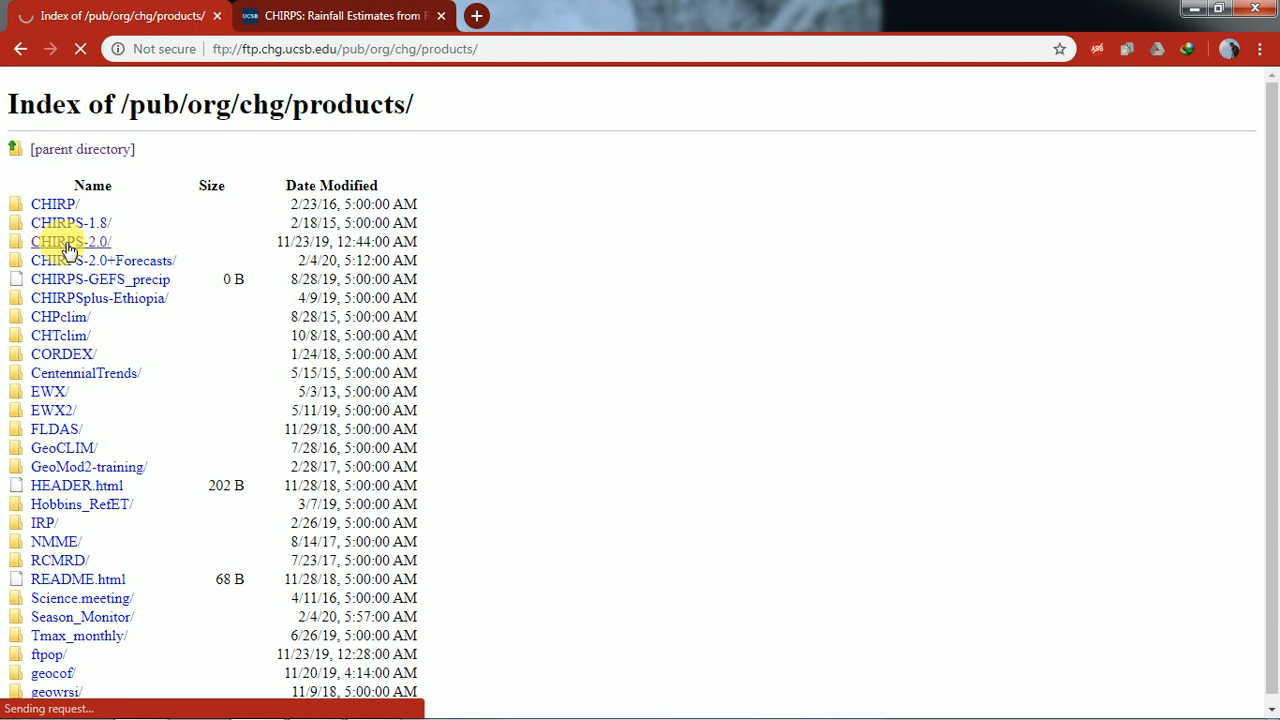 Index of /pub/org/chg/products/
CHIRPS: Rainfall Estimates from R
Not secure ftp://ftp.chg.ucsb.edu/pub/org/chg/products/
Index of /pub/org/chg/products/
[parent directory]
Name Size Date Modified
CHIRP/ 2/23/16, 5:00:00 AM
CHIRPS-1.8/ 2/18/15, 5:00:00 AM
CHIRPS-2.0/ 11/23/19, 12:44:00 AM
CHIRPS-2.0+Forecasts/ 2/4/20, 5:12:00 AM
CHIRPS-GEFS_precip 0 B 8/28/19, 5:00:00 AM
CHIRPSplus-Ethiopia/ 4/9/19, 5:00:00 AM
CHPclim/ 8/28/15, 5:00:00 AM
CHTclim/ 10/8/18, 5:00:00 AM
CORDEX/ 1/24/18, 5:00:00 AM
CentennialTrends/ 5/15/15, 5:00:00 AM
EWX/ 5/3/13, 5:00:00 AM
EWX2/ 5/11/19, 5:00:00 AM
FLDAS/ 11/29/18, 5:00:00 AM
GeoCLIM/ 7/28/16, 5:00:00 AM
GeoMod2-training/ 2/28/17, 5:00:00 AM
HEADER.html 202 B 11/28/18, 5:00:00 AM
Hobbins_RefET/ 3/7/19, 5:00:00 AM
IRP/ 2/26/19, 5:00:00 AM
NMME/ 8/14/17, 5:00:00 AM
RCMRD/ 7/23/17, 5:00:00 AM
README.html 68 B 11/28/18, 5:00:00 AM
Science.meeting/ 4/11/16, 5:00:00 AM
Season_Monitor/ 2/4/20, 5:57:00 AM
Tmax_monthly/ 6/26/19, 5:00:00 AM
ftpop/ 11/23/19, 12:28:00 AM
geocof/ 11/20/19, 4:14:00 AM
geowrsi/ 11/9/18, 5:00:00 AM
Sending request...